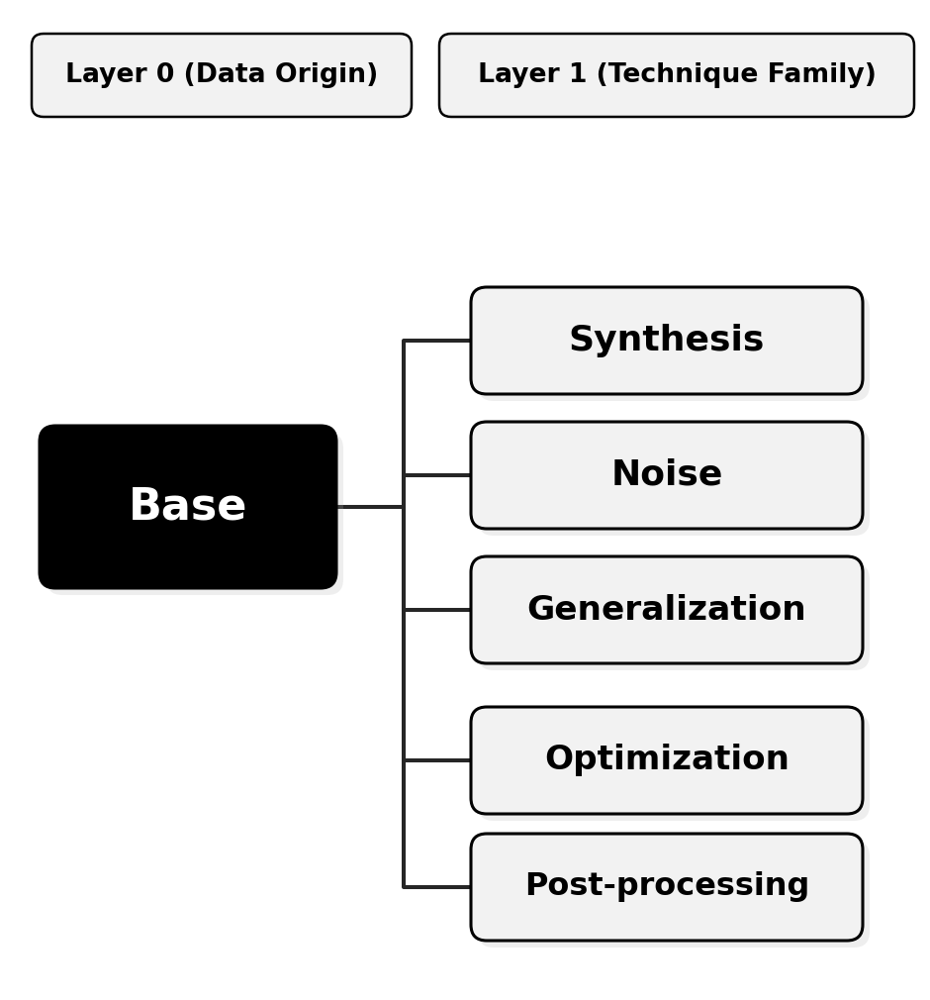 Layer 0 (Data Origin)
Layer 1 (Technique Family)
Synthesis
Noise
Base
Generalization
Optimization
Post-processing